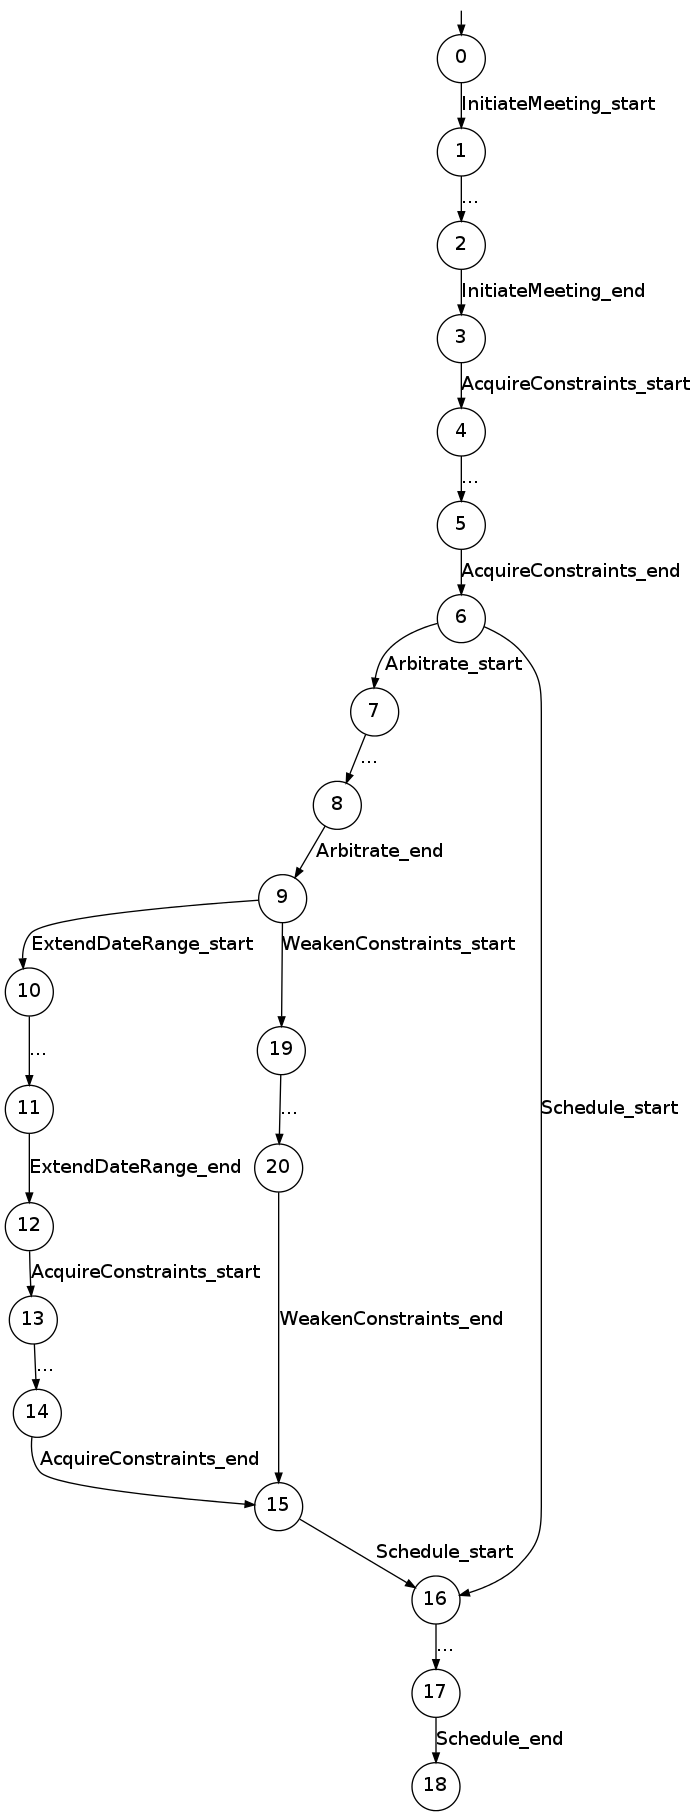 0
InitiateMeeting_start
1
...
2
InitiateMeeting_end
3
AcquireConstraints_start
4
...
5
AcquireConstraints_end
6
Arbitrate_start
7
...
8
Arbitrate_end
9
ExtendDateRange_start
WeakenConstraints_start
10
19
...
11
...
Schedule_start
ExtendDateRange_end
20
12
AcquireConstraints_start
13
WeakenConstraints_end
...
14
AcquireConstraints_end
15
Schedule_start
16
...
17
Schedule_end
18